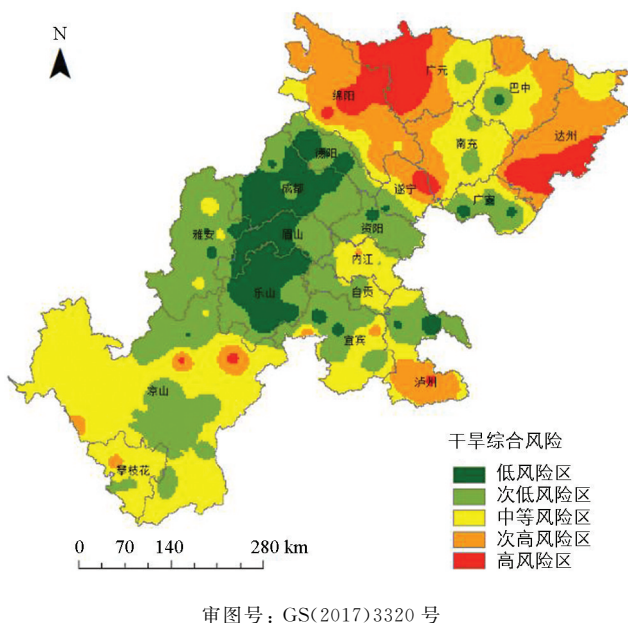 N
广元
巴中
绵阳
达州
南充
德阳
遂宁
成都
广安
资阳
雅安
眉山
内江
乐山
自贡
宜宾
泸州
凉山
攀枝花
干旱综合风险
低风险区
次低风险区
中等风险区
次高风险区
高风险区
0 70 140 280 km
审图号：GS(2017)3320 号